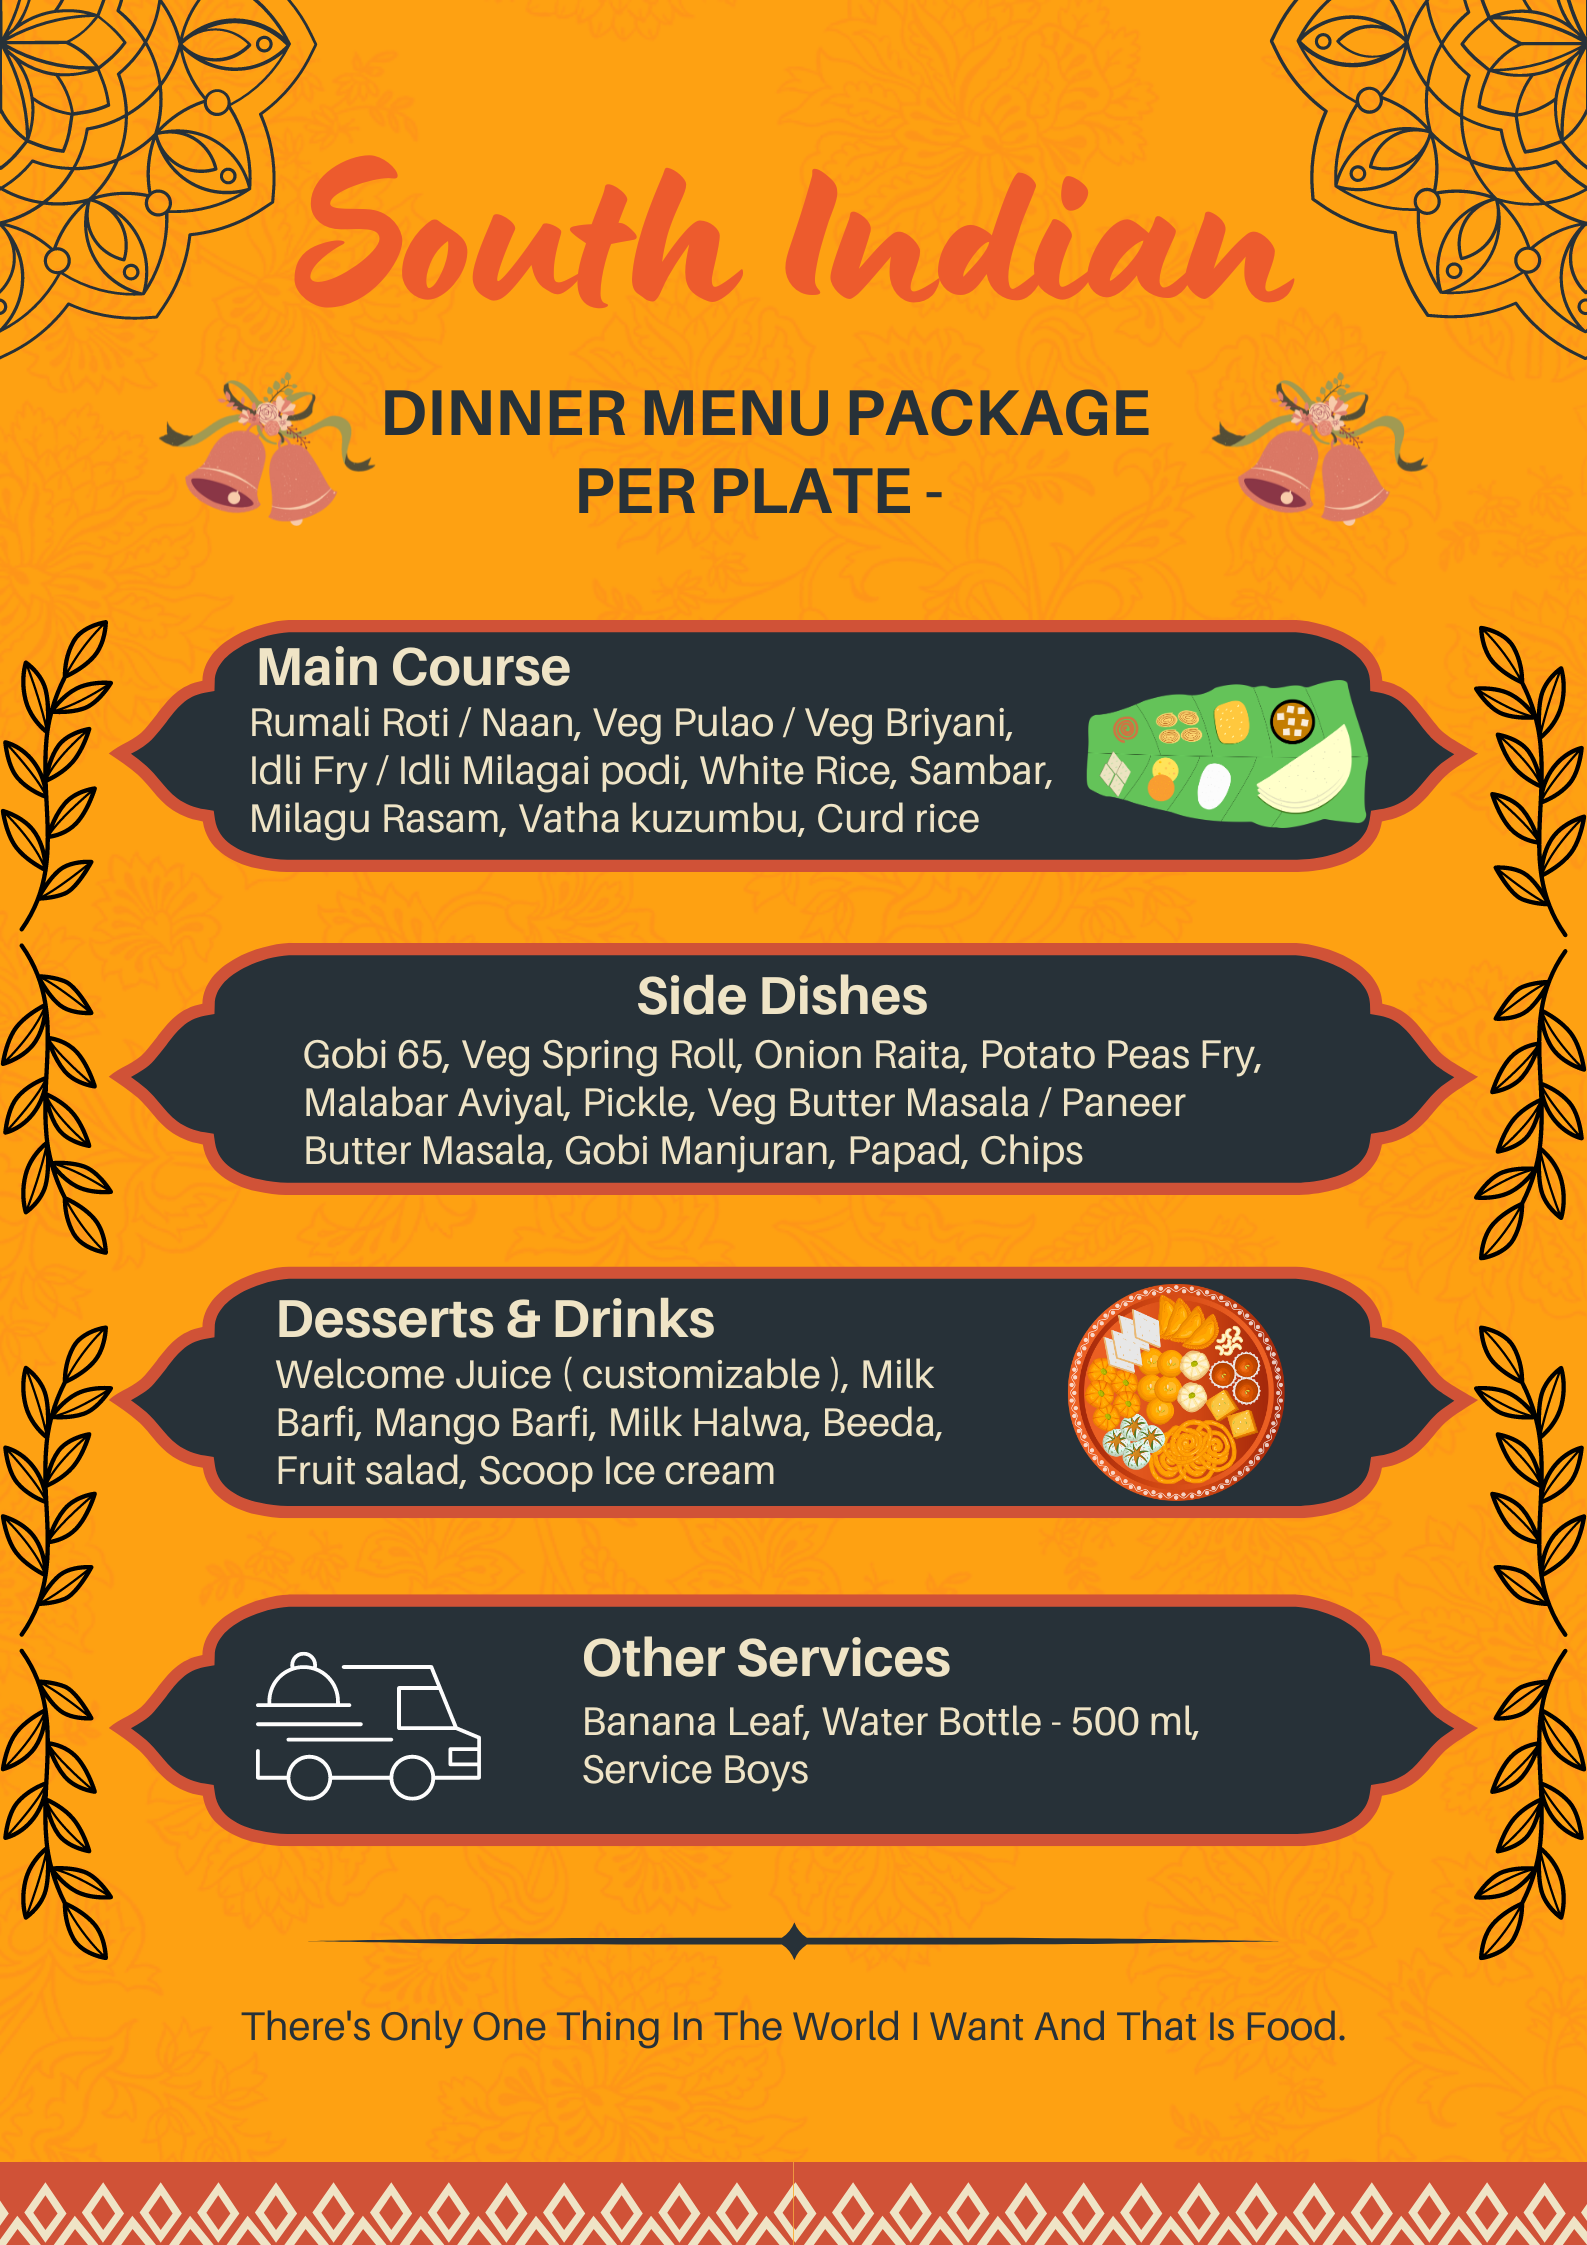 South Indian
DINNER MENU PACKAGE
PER PLATE -
Main Course
Rumali Roti / Naan, Veg Pulao / Veg Briyani,
Idli Fry / Idli Milagai podi, White Rice, Sambar,
Milagu Rasam, Vatha kuzumbu, Curd rice
Side Dishes
Gobi 65, Veg Spring Roll, Onion Raita, Potato Peas Fry,
Malabar Aviyal, Pickle, Veg Butter Masala / Paneer
Butter Masala, Gobi Manjuran, Papad, Chips
Desserts & Drinks
Welcome Juice ( customizable ), Milk
Barfi, Mango Barfi, Milk Halwa, Beeda,
Fruit salad, Scoop Ice cream
Other Services
Banana Leaf, Water Bottle - 500 ml,
Service Boys
There's Only One Thing In The World I Want And That Is Food.